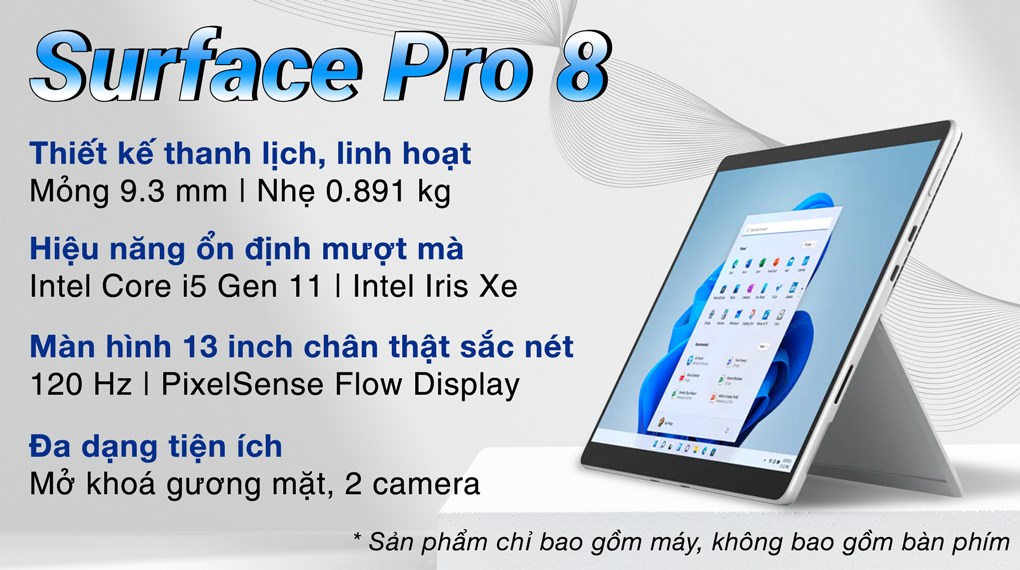 Surface Pro 8
Thiết kế thanh lịch, linh hoạt
Mỏng 9.3 mm | Nhẹ 0.891 kg
Hiệu năng ổn định mượt mà
Intel Core i5 Gen 11 | Intel Iris Xe
Màn hình 13 inch chân thật sắc nét
120 Hz | PixelSense Flow Display
Đa dạng tiện ích
Mở khoá gương mặt, 2 camera
* Sản phẩm chỉ bao gồm máy, không bao gồm bàn phím